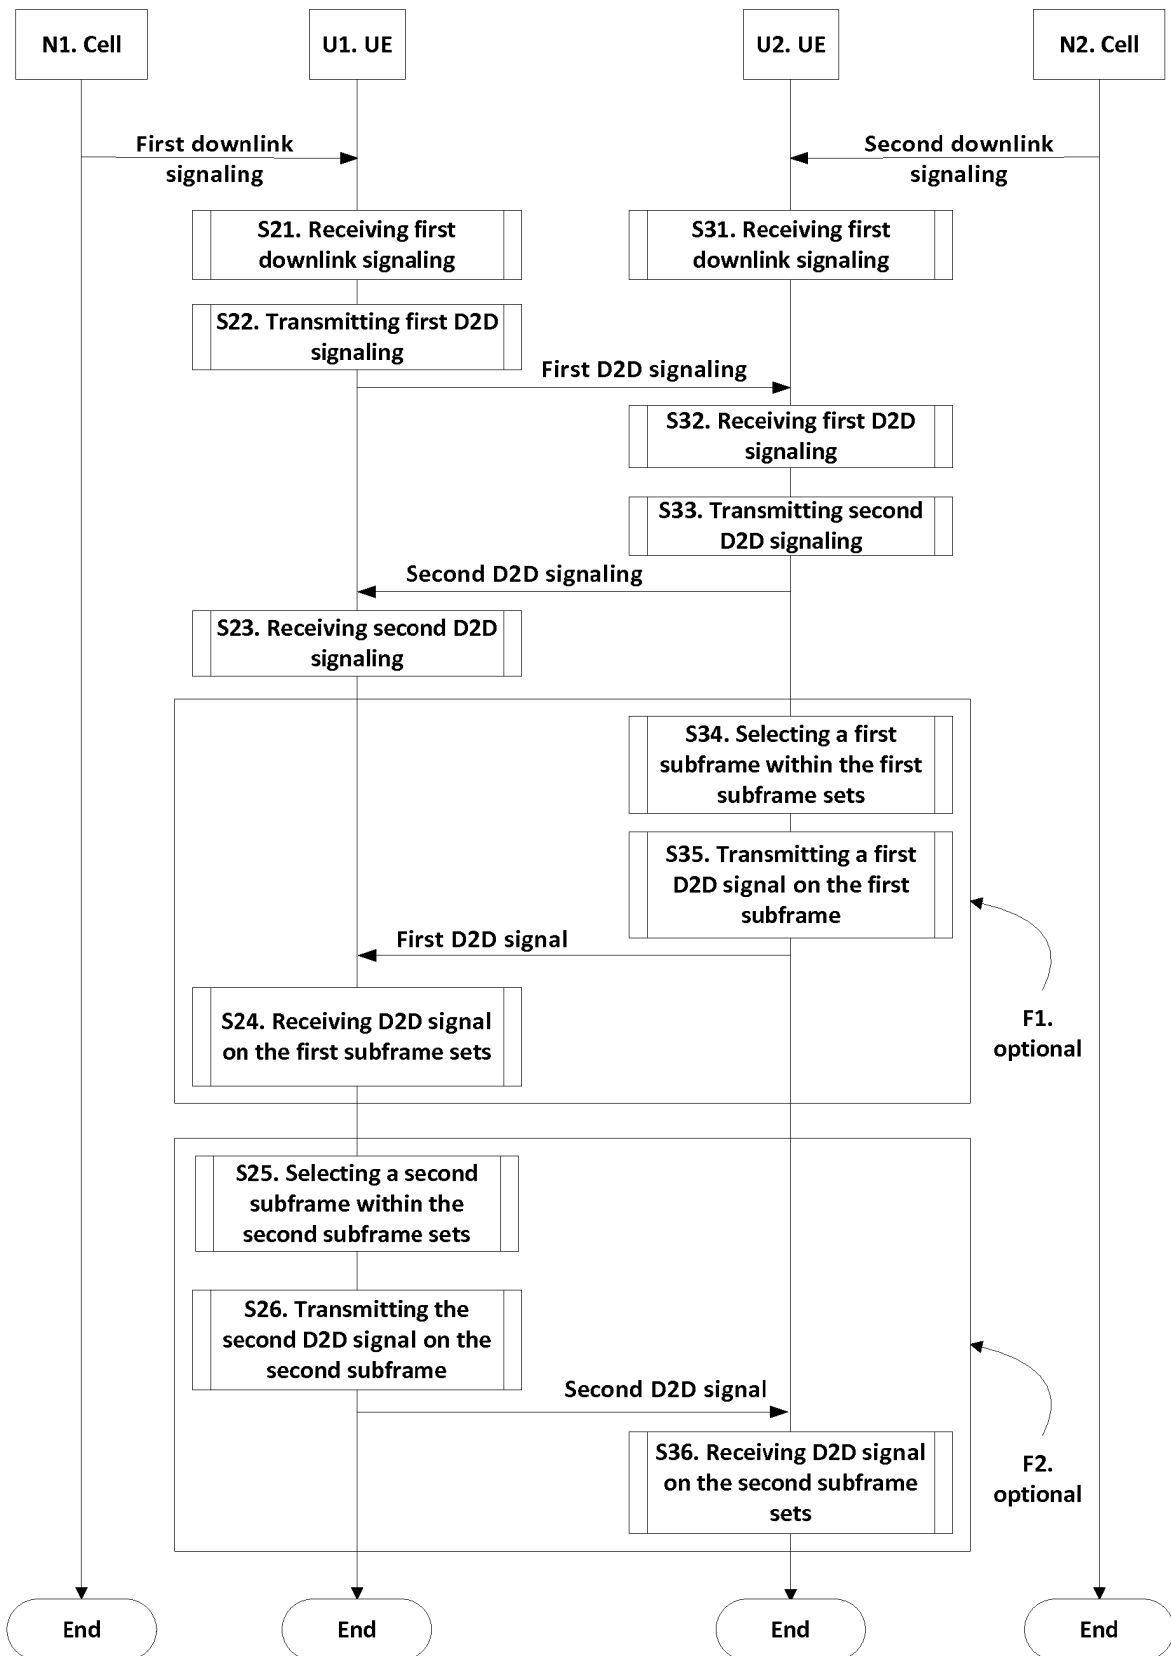 N1. Cell
U1. UE
U2. UE
N2. Cell
First downlink
signaling
Second downlink
signaling
S21. Receiving first
downlink signaling
S31. Receiving first
downlink signaling
S22. Transmitting first D2D
signaling
First D2D signaling
S32. Receiving first D2D
signaling
S33. Transmitting second
D2D signaling
Second D2D signaling
S23. Receiving second D2D
signaling
S34. Selecting a first
subframe within the first
subframe sets
S35. Transmitting a first
D2D signal on the first
subframe
First D2D signal
S24. Receiving D2D signal
on the first subframe sets
F1.
optional
S25. Selecting a second
subframe within the
second subframe sets
S26. Transmitting the
second D2D signal on the
second subframe
Second D2D signal
S36. Receiving D2D signal
on the second subframe
sets
F2.
optional
End
End
End
End